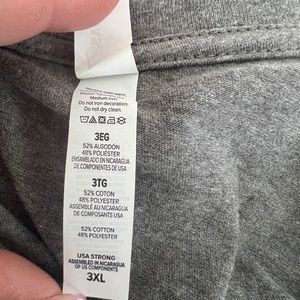 Medium iron.
Do not iron decoration.
Do not dry clean.
3EG
52% ALGODÓN
48% POLIÉSTER
ENSAMBLADO EN NICARAGUA
DE COMPONENTES DE USA
3TG
52% COTON
48% POLYESTER
ASSEMBLÉ AU NICARAGUA
DE COMPOSANTS USA
52% COTTON
48% POLYESTER
USA STRONG
ASSEMBLED IN NICARAGUA
OF US COMPONENTS
3XL